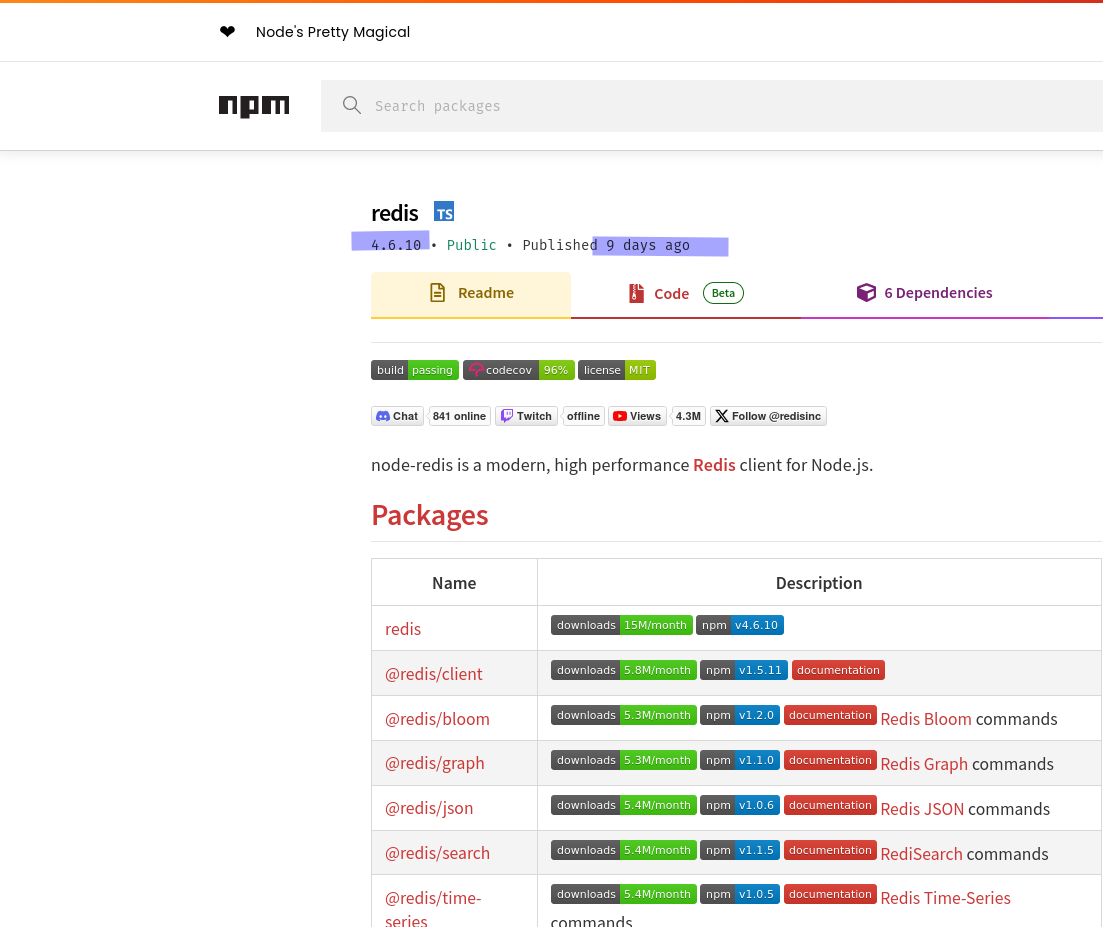 ❤ Node's Pretty Magical
npm Search packages
redis TS
4.6.10 • Public • Published 9 days ago
Readme Code Beta 6 Dependencies
build passing codecov 96% license MIT
Chat 841 online Twitch offline Views 4.3M Follow @redisinc
node-redis is a modern, high performance Redis client for Node.js.
Packages
Name Description
redis downloads 15M/month npm v4.6.10
@redis/client downloads 5.8M/month npm v1.5.11 documentation
@redis/bloom downloads 5.3M/month npm v1.2.0 documentation Redis Bloom commands
@redis/graph downloads 5.3M/month npm v1.1.0 documentation Redis Graph commands
@redis/json downloads 5.4M/month npm v1.0.6 documentation Redis JSON commands
@redis/search downloads 5.4M/month npm v1.1.5 documentation RediSearch commands
@redis/time- downloads 5.4M/month npm v1.0.5 documentation Redis Time-Series
series commands